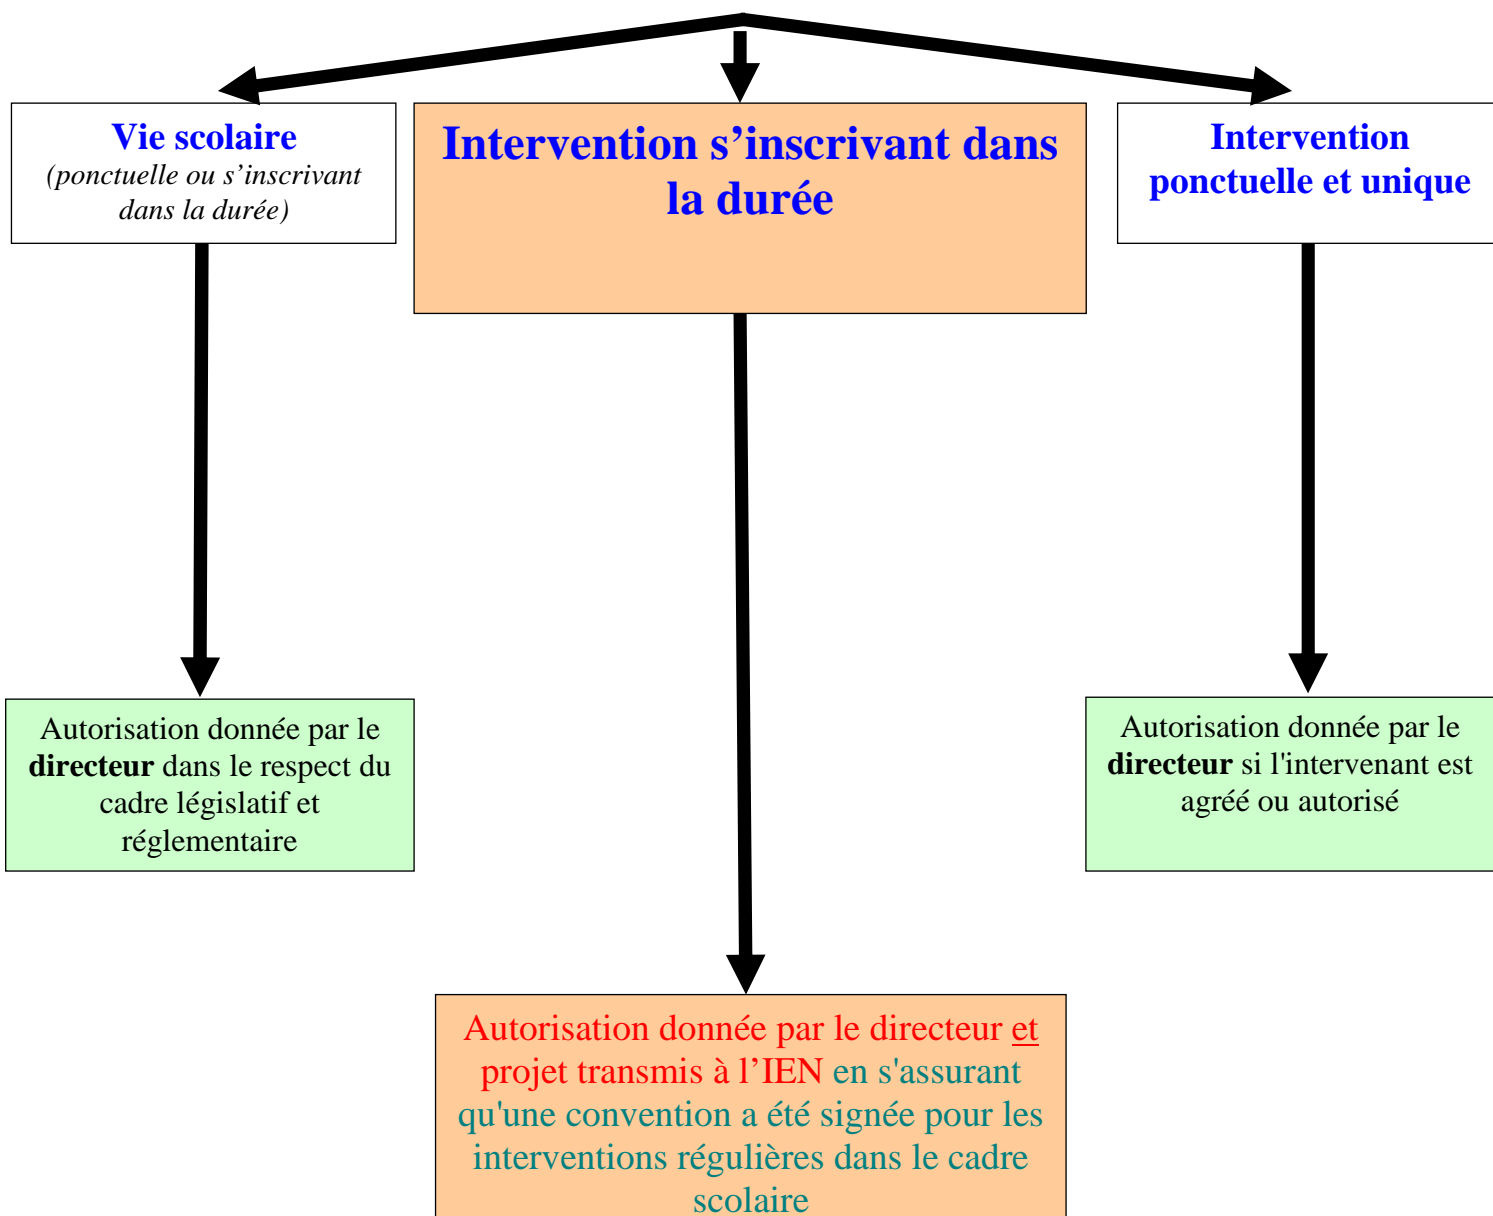 Vie scolaire
(ponctuelle ou s’inscrivant
dans la durée)
Intervention s’inscrivant dans
la durée
Intervention
ponctuelle et unique
Autorisation donnée par le
directeur dans le respect du
cadre législatif et
réglementaire
Autorisation donnée par le
directeur si l'intervenant est
agréé ou autorisé
Autorisation donnée par le directeur et
projet transmis à l’IEN en s'assurant
qu'une convention a été signée pour les
interventions régulières dans le cadre
scolaire